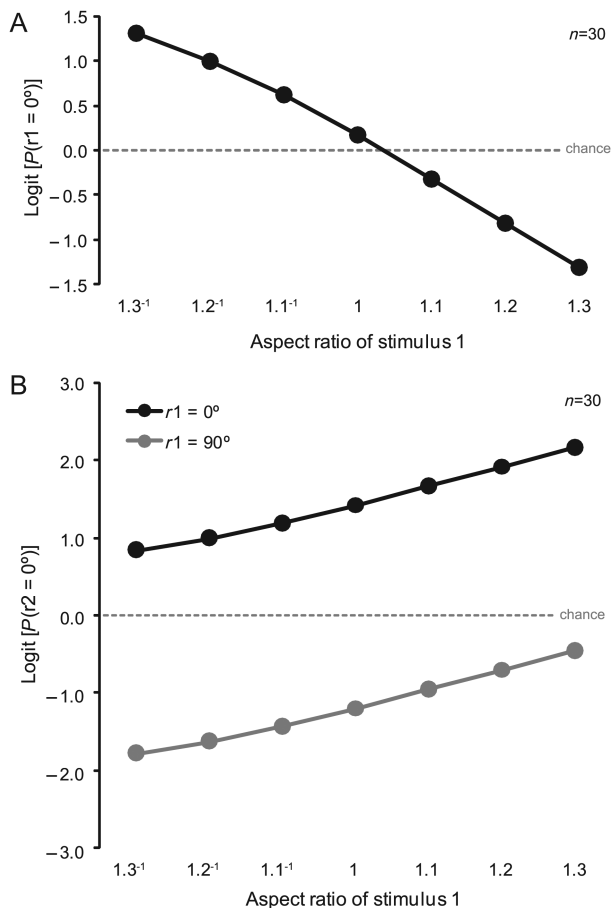 A
n=30
1.5
1.0
0.5
0.0
–0.5
–1.0
–1.5
chance
Logit [P(r1 = 0º)]
1.3⁻¹ 1.2⁻¹ 1.1⁻¹ 1 1.1 1.2 1.3
Aspect ratio of stimulus 1
B
n=30
r1 = 0º
r1 = 90º
3.0
2.0
1.0
0.0
–1.0
–2.0
–3.0
chance
Logit [P(r2 = 0º)]
1.3⁻¹ 1.2⁻¹ 1.1⁻¹ 1 1.1 1.2 1.3
Aspect ratio of stimulus 1